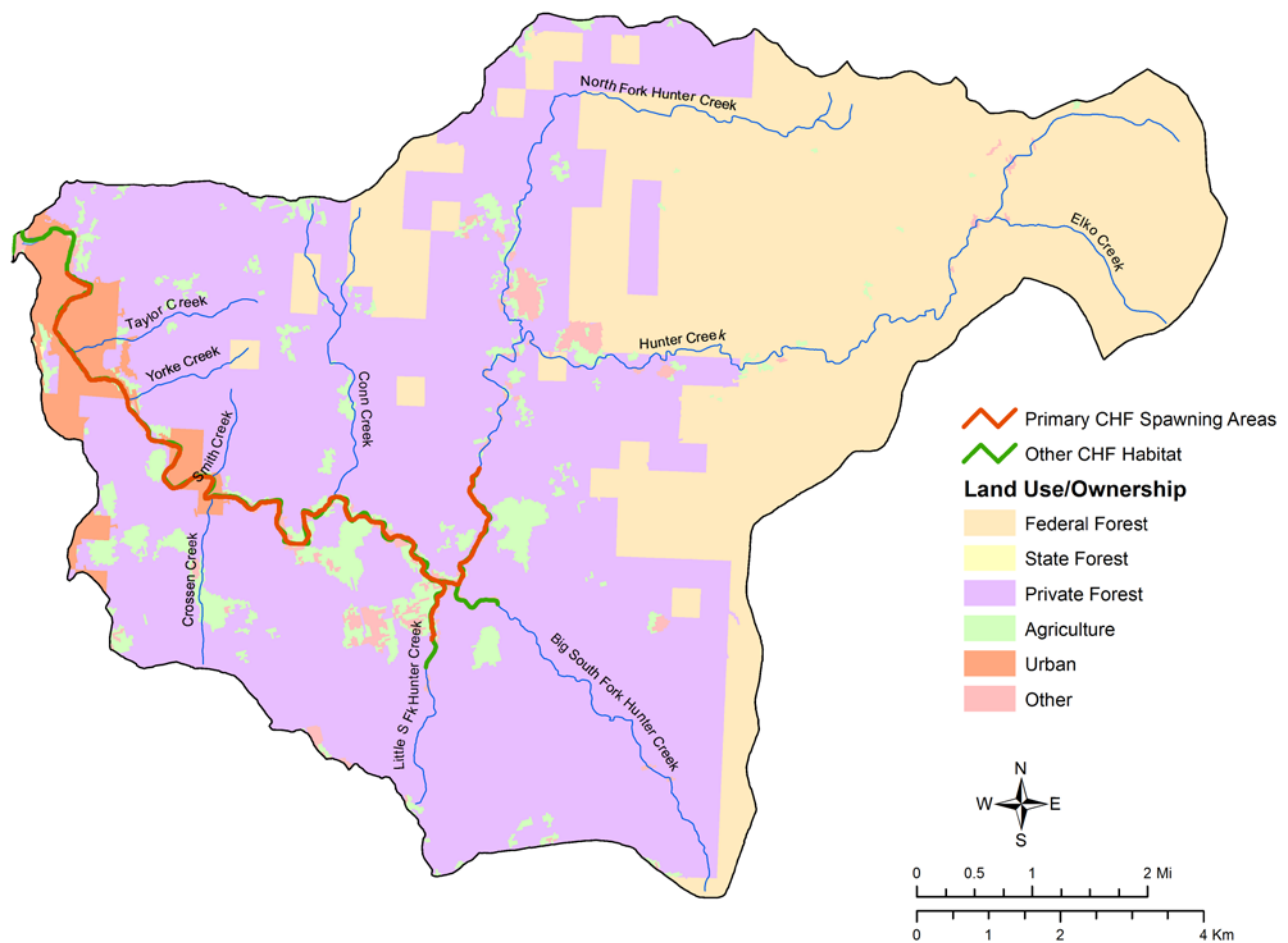 North Fork Hunter Creek
Elko Creek
Taylor Creek
Hunter Creek
Yorke Creek
Conn Creek
Smith Creek
Primary CHF Spawning Areas
Other CHF Habitat
Land Use/Ownership
Federal Forest
State Forest
Private Forest
Agriculture
Urban
Other
Crossen Creek
Little S Fk Hunter Creek
Big South Fork Hunter Creek
N
W E
S
0 0.5 1 2 Mi
0 1 2 4 Km